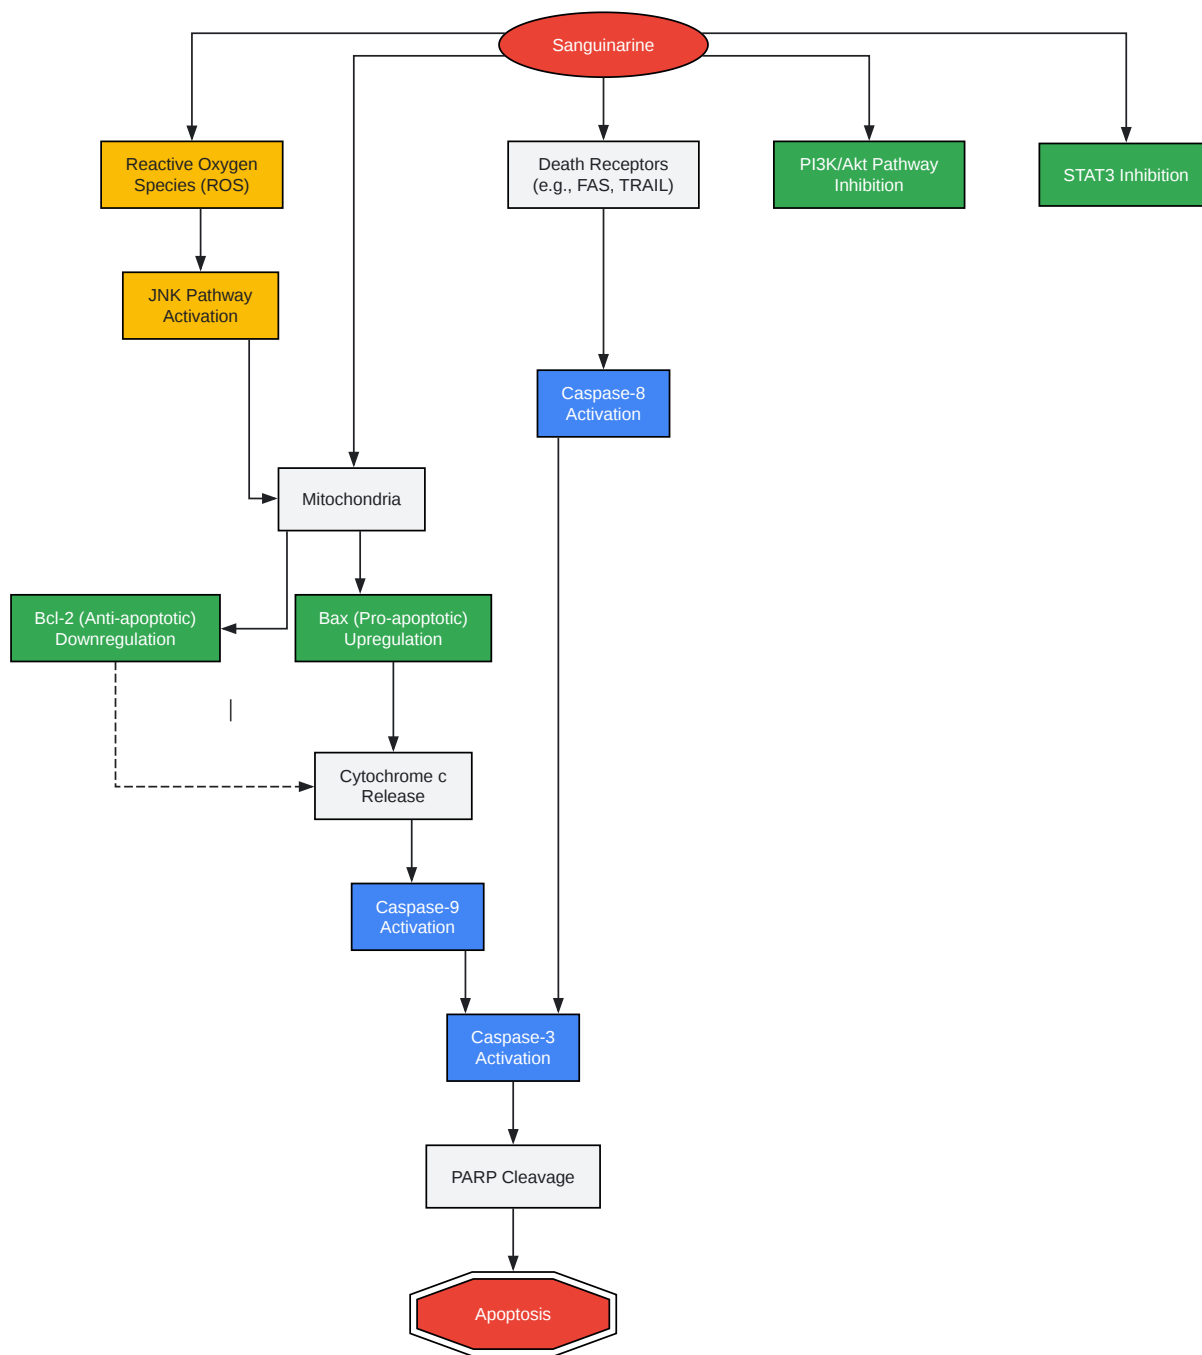 Sanguinarine
Reactive Oxygen
Species (ROS)
Death Receptors
(e.g., FAS, TRAIL)
PI3K/Akt Pathway
Inhibition
STAT3 Inhibition
JNK Pathway
Activation
Caspase-8
Activation
Mitochondria
Bcl-2 (Anti-apoptotic)
Downregulation
Bax (Pro-apoptotic)
Upregulation
Cytochrome c
Release
Caspase-9
Activation
Caspase-3
Activation
PARP Cleavage
Apoptosis